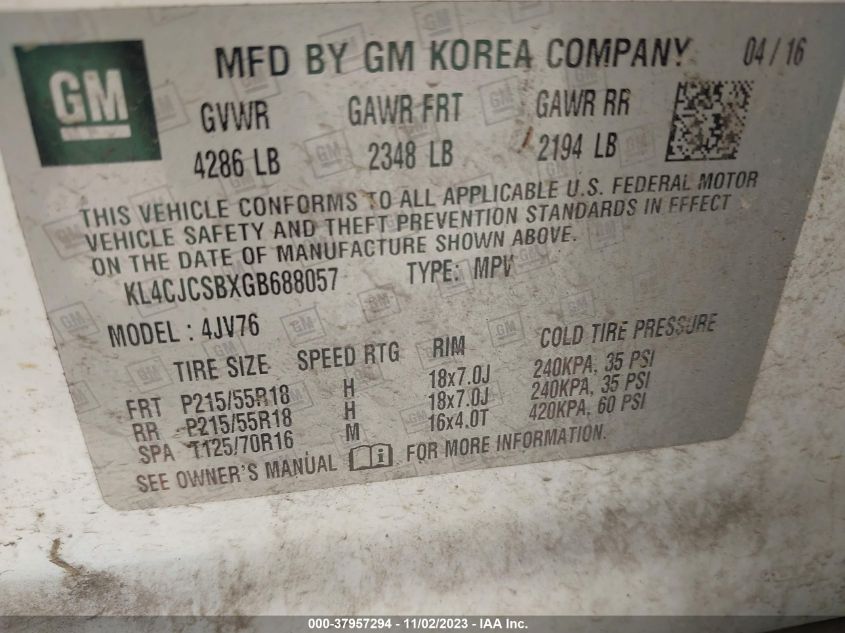 GM
MFD BY GM KOREA COMPANY 04/16
GVWR GAWR FRT GAWR RR
4286 LB 2348 LB 2194 LB
THIS VEHICLE CONFORMS TO ALL APPLICABLE U.S. FEDERAL MOTOR
VEHICLE SAFETY AND THEFT PREVENTION STANDARDS IN EFFECT
ON THE DATE OF MANUFACTURE SHOWN ABOVE.
KL4CJCSBXGB688057 TYPE: MPV
MODEL : 4JV76
TIRE SIZE SPEED RTG RIM COLD TIRE PRESSURE
FRT P215/55R18 H 18x7.0J 240KPA, 35 PSI
RR P215/55R18 H 18x7.0J 240KPA, 35 PSI
SPA T125/70R16 M 16x4.0T 420KPA, 60 PSI
SEE OWNER'S MANUAL FOR MORE INFORMATION.
000-37957294 - 11/02/2023 - IAA Inc.